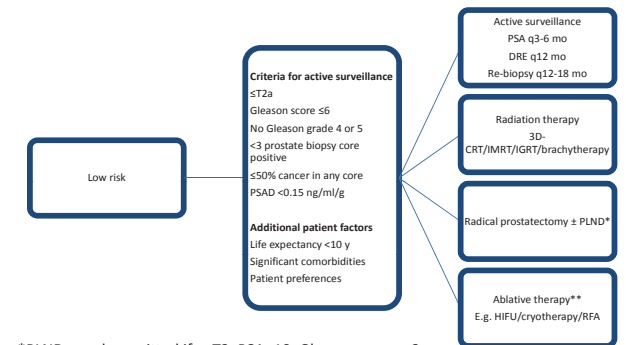 Low risk
Criteria for active surveillance
≤T2a
Gleason score ≤6
No Gleason grade 4 or 5
<3 prostate biopsy core
positive
≤50% cancer in any core
PSAD <0.15 ng/ml/g
Additional patient factors
Life expectancy <10 y
Significant comorbidities
Patient preferences
Active surveillance
PSA q3-6 mo
DRE q12 mo
Re-biopsy q12-18 mo
Radiation therapy
3D-
CRT/IMRT/IGRT/brachytherapy
Radical prostatectomy ± PLND*
Ablative therapy**
E.g. HIFU/cryotherapy/RFA